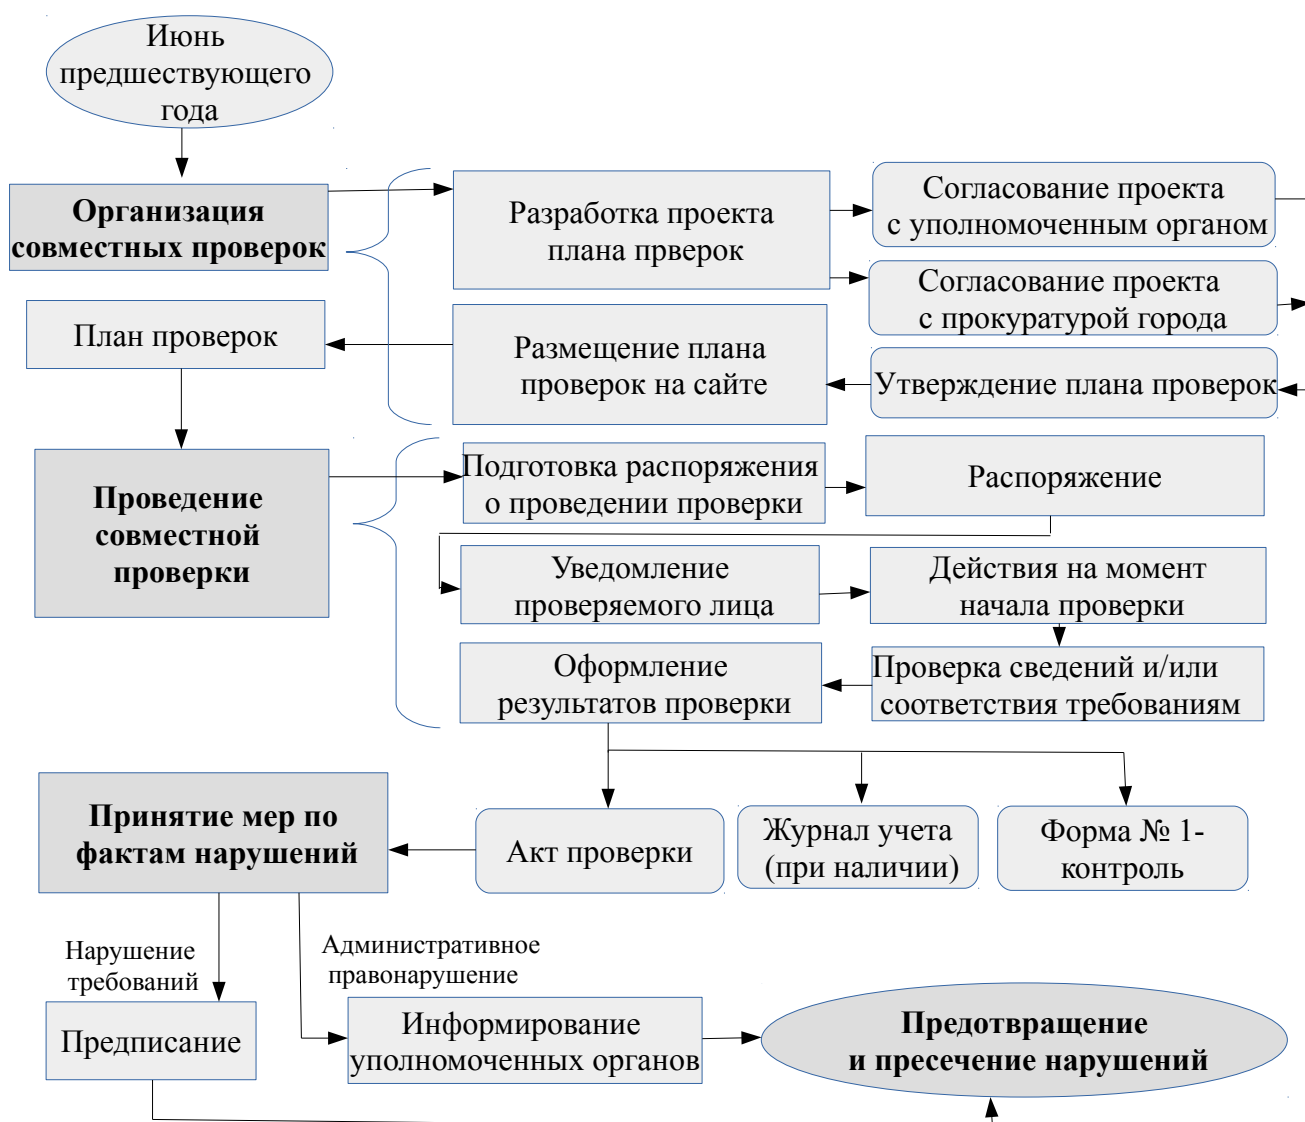 Июнь
предшествующего
года
Организация
совместных проверок
Разработка проекта
плана прверок
Согласование проекта
с уполномоченным органом
Согласование проекта
с прокуратурой города
План проверок
Размещение плана
проверок на сайте
Утверждение плана проверок
Проведение
совместной
проверки
Подготовка распоряжения
о проведении проверки
Распоряжение
Уведомление
проверяемого лица
Действия на момент
начала проверки
Оформление
результатов проверки
Проверка сведений и/или
соответствия требованиям
Принятие мер по
фактам нарушений
Акт проверки
Журнал учета
(при наличии)
Форма № 1-
контроль
Нарушение
требований
Административное
правонарушение
Предписание
Информирование
уполномоченных органов
Предотвращение
и пресечение нарушений